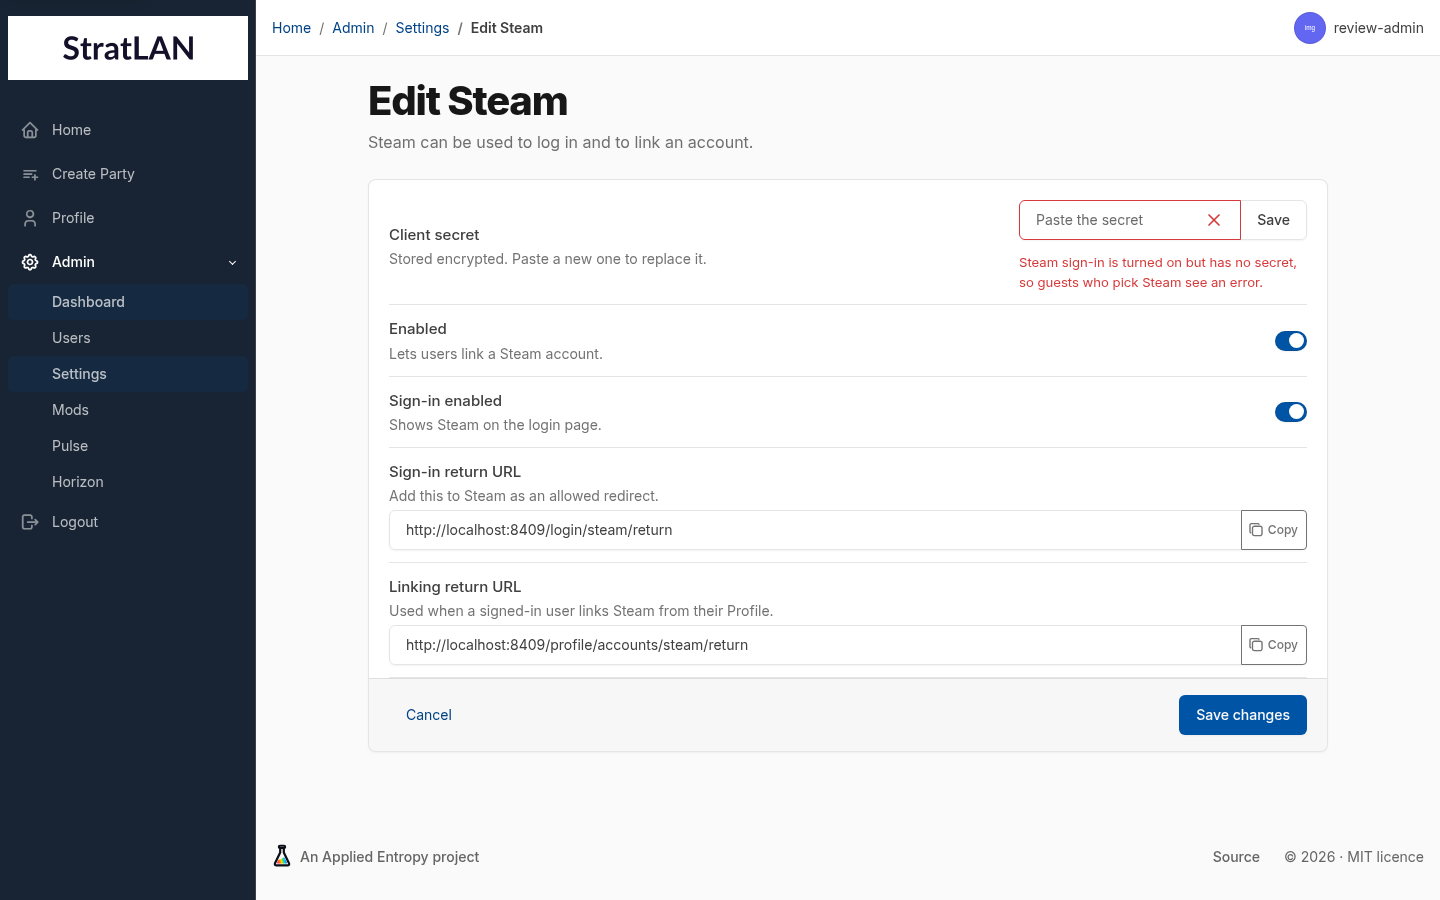 StratLAN
Home / Admin / Settings / Edit Steam
review-admin
Home
Create Party
Profile
Admin
Dashboard
Users
Settings
Mods
Pulse
Horizon
Logout
Edit Steam
Steam can be used to log in and to link an account.
Client secret
Stored encrypted. Paste a new one to replace it.
Paste the secret
Save
Steam sign-in is turned on but has no secret,
so guests who pick Steam see an error.
Enabled
Lets users link a Steam account.
Sign-in enabled
Shows Steam on the login page.
Sign-in return URL
Add this to Steam as an allowed redirect.
http://localhost:8409/login/steam/return
Copy
Linking return URL
Used when a signed-in user links Steam from their Profile.
http://localhost:8409/profile/accounts/steam/return
Copy
Cancel
Save changes
An Applied Entropy project
Source
© 2026 · MIT licence